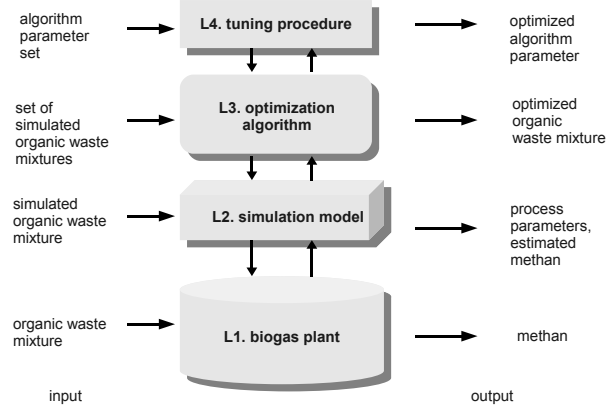 algorithm
parameter
set
L4. tuning procedure
optimized
algorithm
parameter
set of
simulated
organic waste
mixtures
L3. optimization
algorithm
optimized
organic
waste mixture
simulated
organic waste
mixture
L2. simulation model
process
parameters,
estimated
methan
organic waste
mixture
L1. biogas plant
methan
input
output